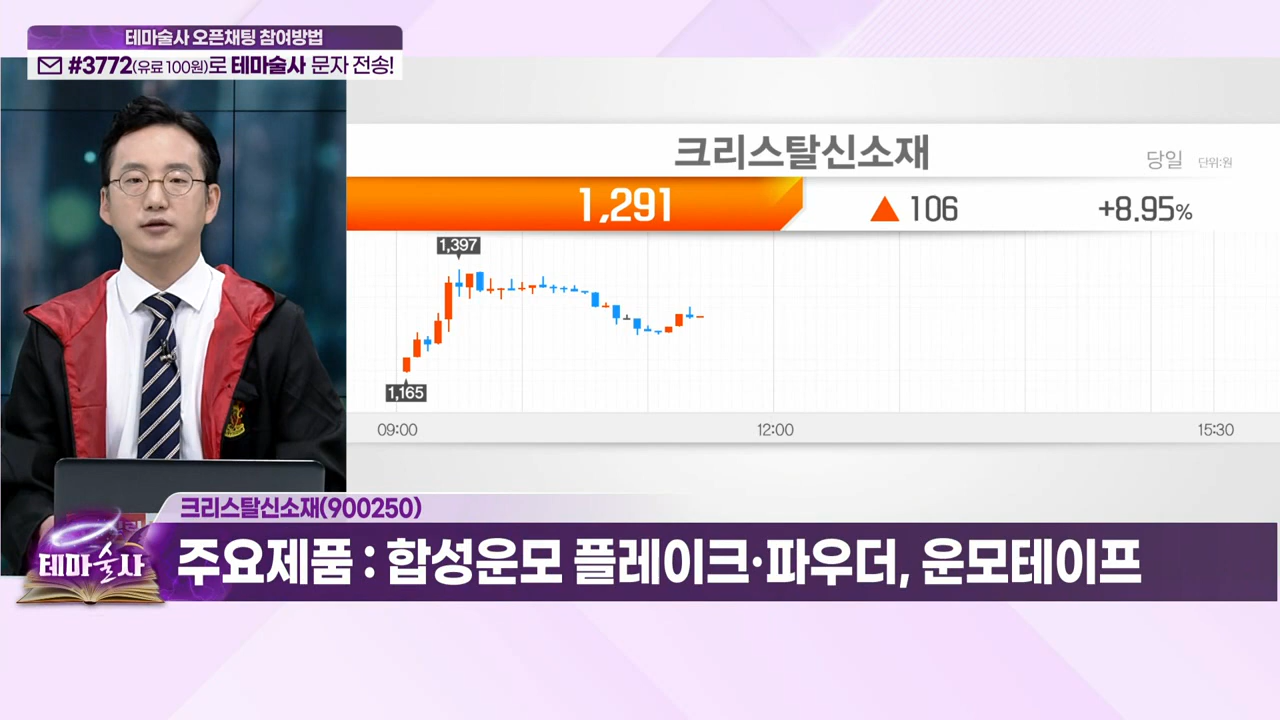 테마술사 오픈채팅 참여방법
#3772(유료 100원)로 테마술사 문자 전송!
크리스탈신소재
당일 단위:원
1,291 ▲ 106 +8.95%
1,397
1,165
09:00 12:00 15:30
크리스탈신소재(900250)
테마술사
주요제품 : 합성운모 플레이크·파우더, 운모테이프